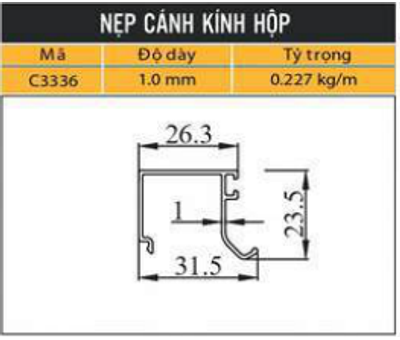 NẸP CÁNH KÍNH HỘP
Mã Độ dày Tỷ trọng
C3336 1.0 mm 0.227 kg/m
26.3
1
23.5
31.5